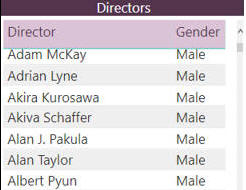 Directors
Director Gender
Adam McKay Male
Adrian Lyne Male
Akira Kurosawa Male
Akiva Schaffer Male
Alan J. Pakula Male
Alan Taylor Male
Albert Pyun Male